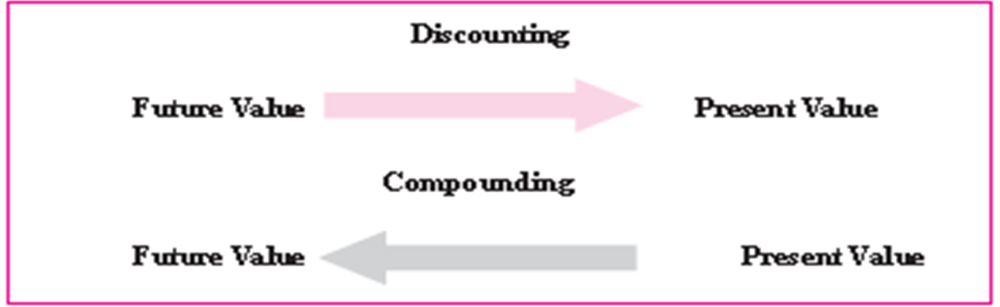 Discounting
Future Value Present Value
Compounding
Future Value Present Value